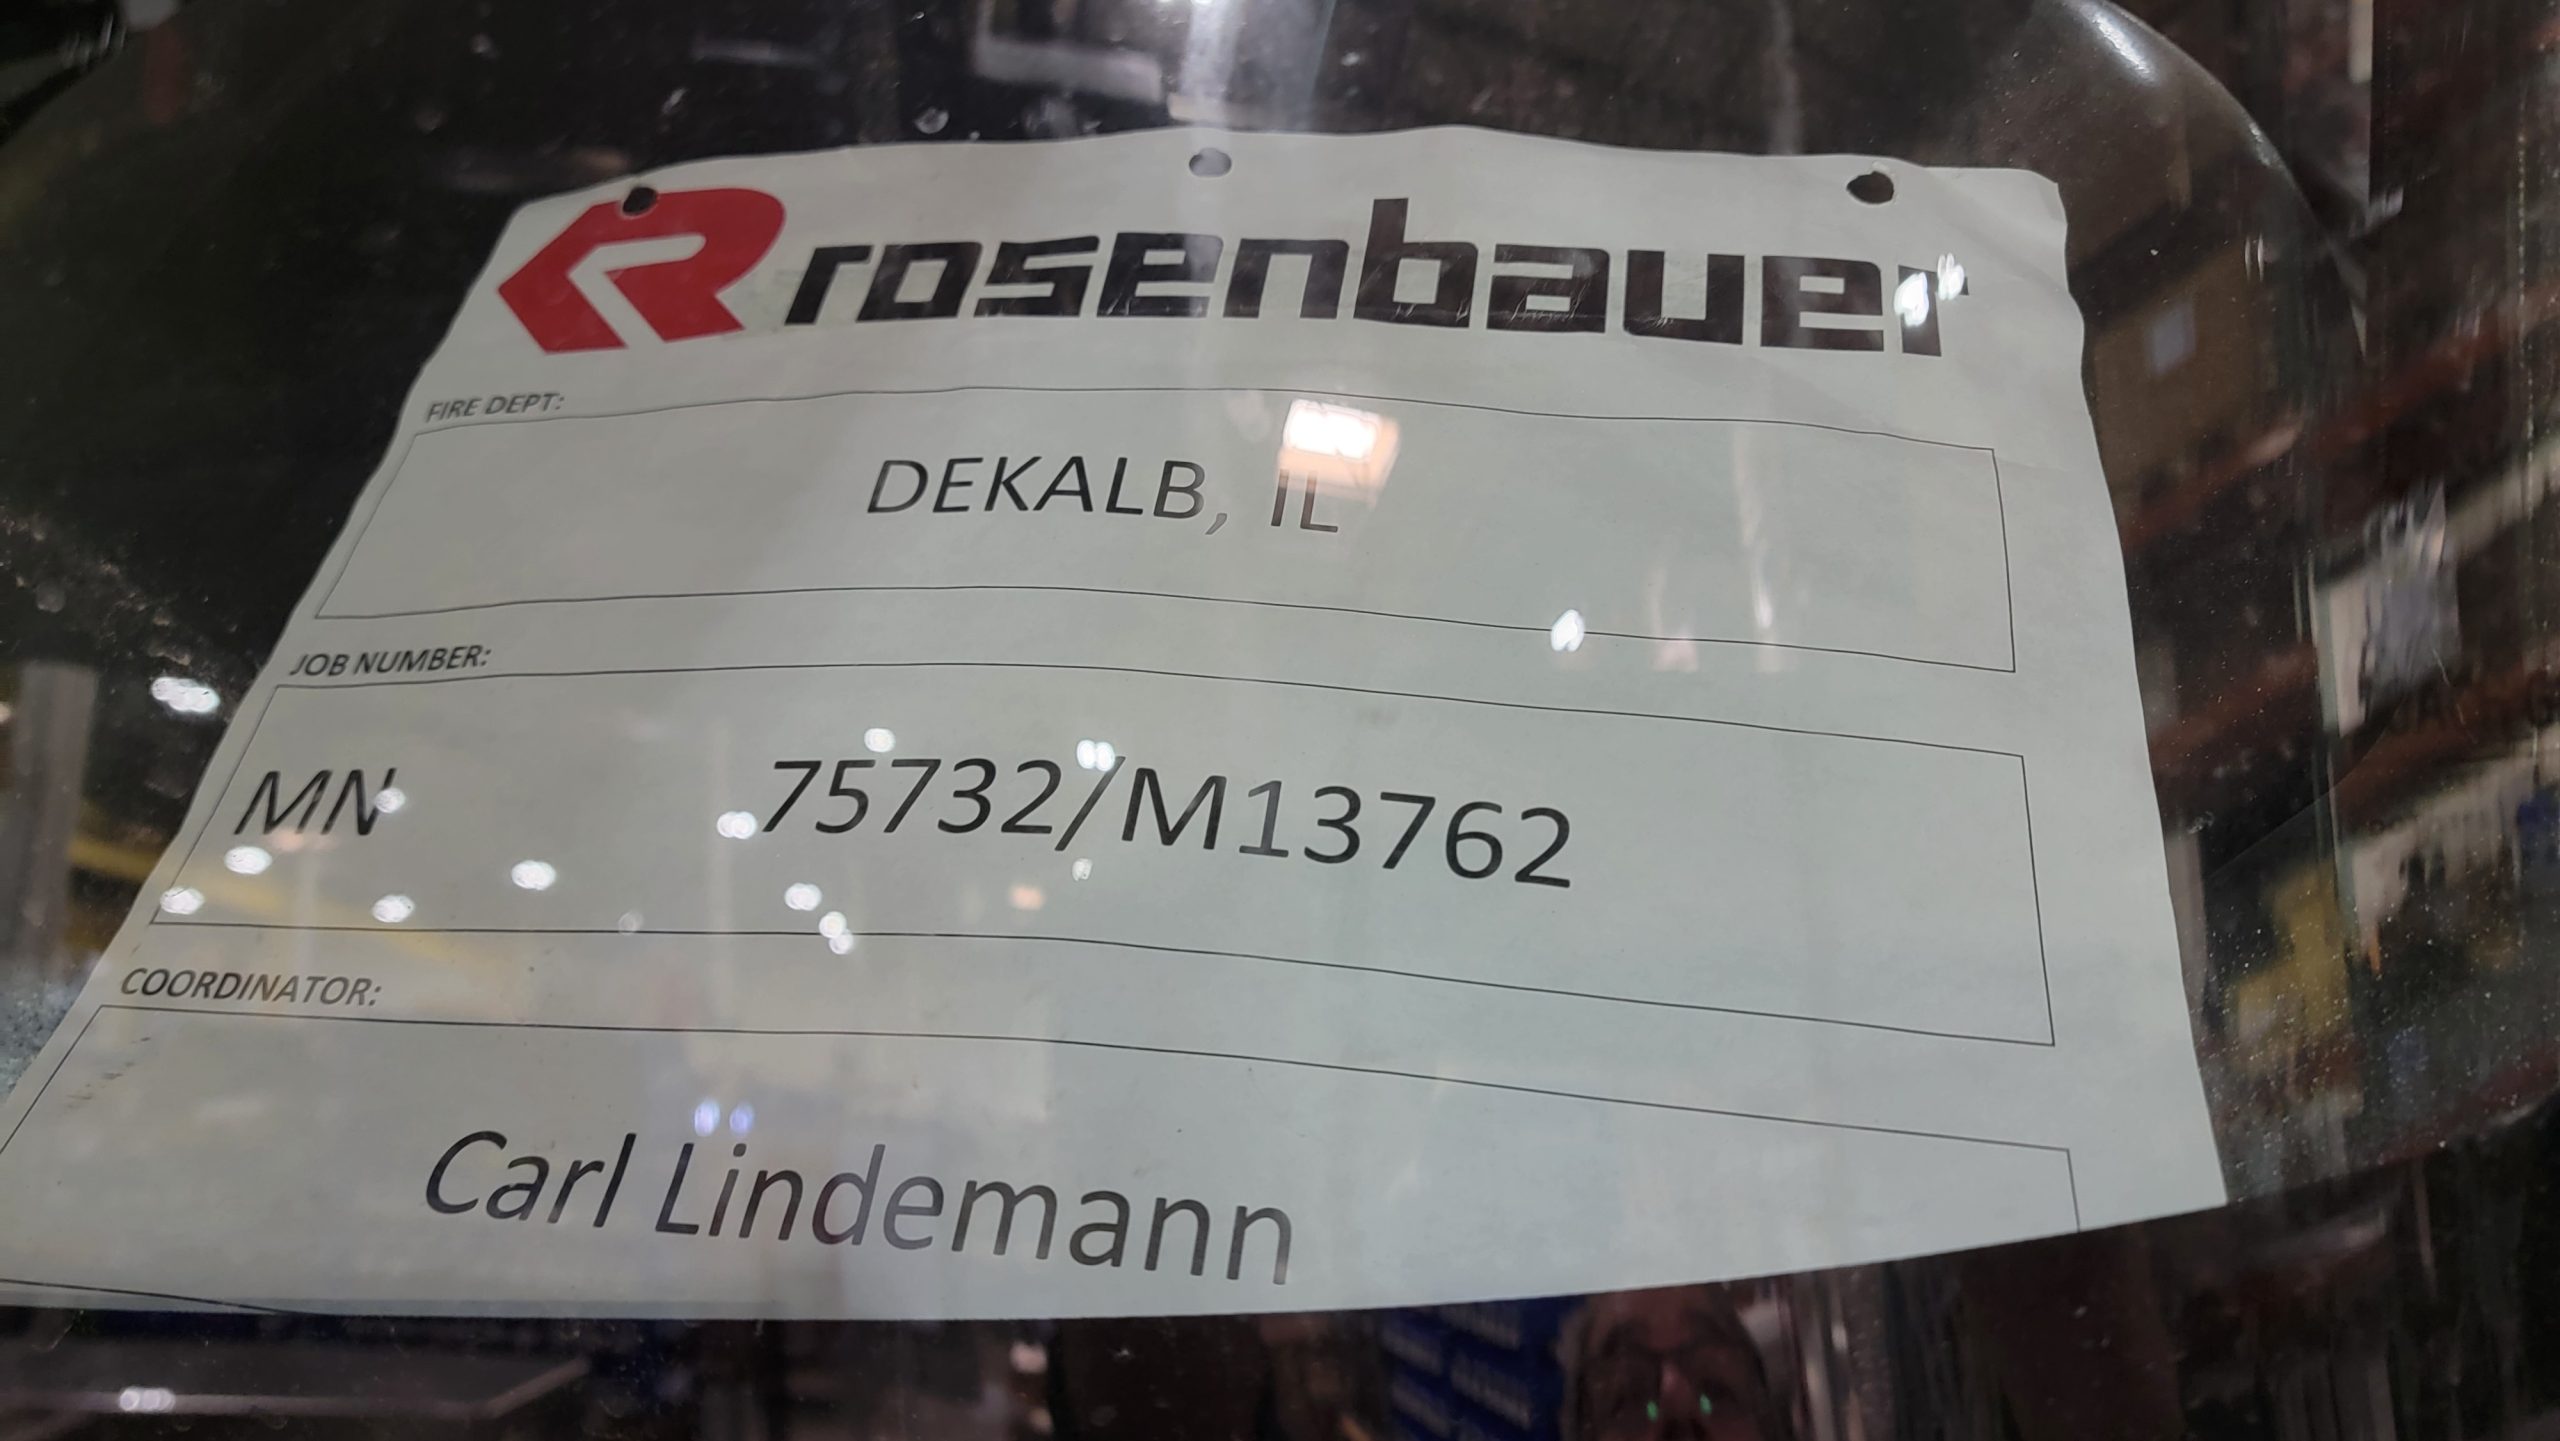 rosenbauer
FIRE DEPT:
DEKALB, IL
JOB NUMBER:
MN 75732/M13762
COORDINATOR:
Carl Lindemann